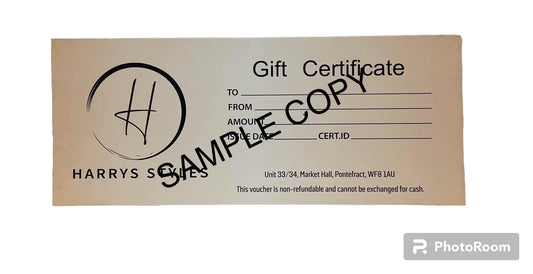 Gift Certificate
TO
FROM
AMOUNT
ISSUE DATE CERT.ID
H
HARRYS STYLES
SAMPLE COPY
Unit 33/34, Market Hall, Pontefract, WF8 1AU
This voucher is non-refundable and cannot be exchanged for cash.
PhotoRoom